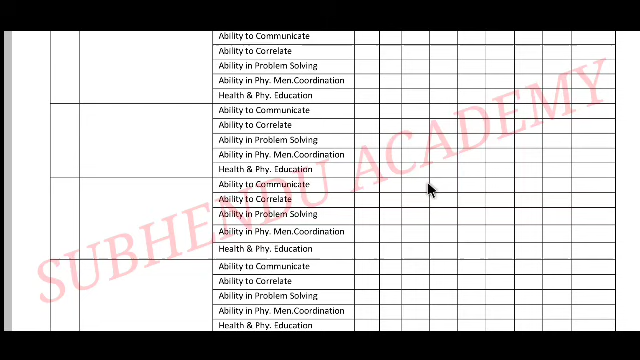 Ability to Communicate
Ability to Correlate
Ability in Problem Solving
Ability in Phy. Men.Coordination
Health & Phy. Education
Ability to Communicate
Ability to Correlate
Ability in Problem Solving
Ability in Phy. Men.Coordination
Health & Phy. Education
Ability to Communicate
Ability to Correlate
Ability in Problem Solving
Ability in Phy. Men.Coordination
Health & Phy. Education
Ability to Communicate
Ability to Correlate
Ability in Problem Solving
Ability in Phy. Men.Coordination
Health & Phy. Education
SUBHENDU ACADEMY